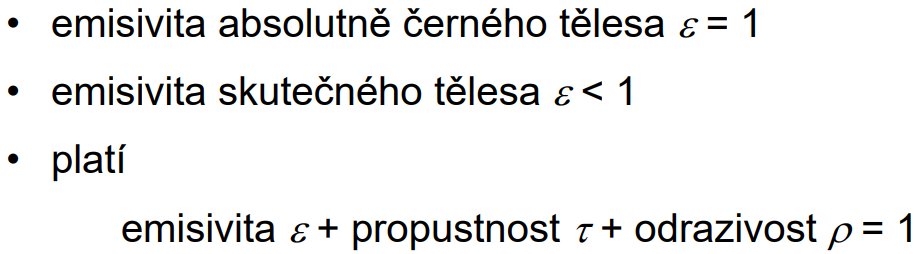 • emisivita absolutně černého tělesa ε = 1
• emisivita skutečného tělesa ε < 1
• platí
emisivita ε + propustnost τ + odrazivost ρ = 1